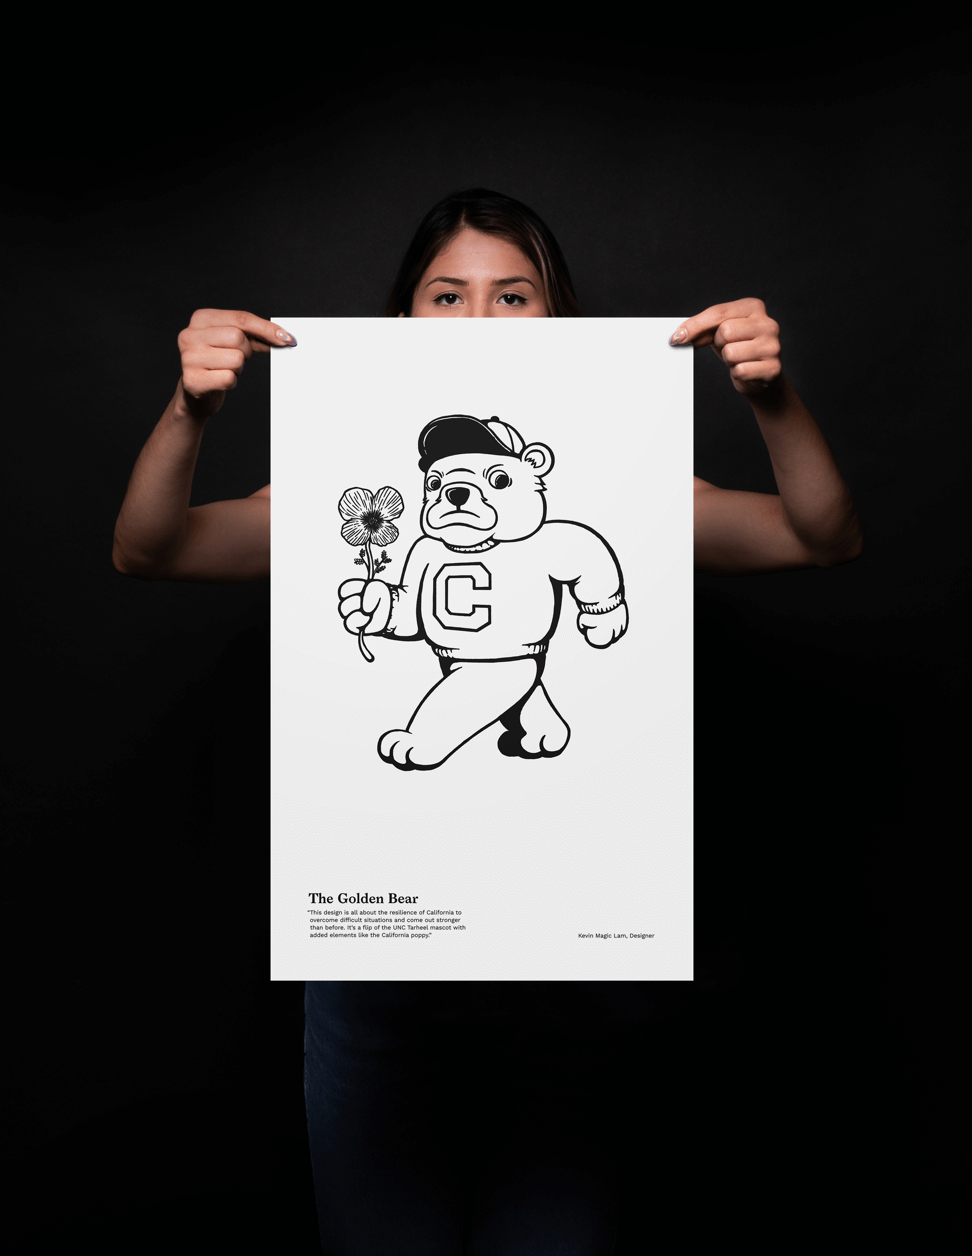 C
The Golden Bear
“This design is all about the resilience of California to
overcome difficult situations and come out stronger
than before. It's a flip of the UNC Tarheel mascot with
added elements like the California poppy.”
Kevin Magic Lam, Designer